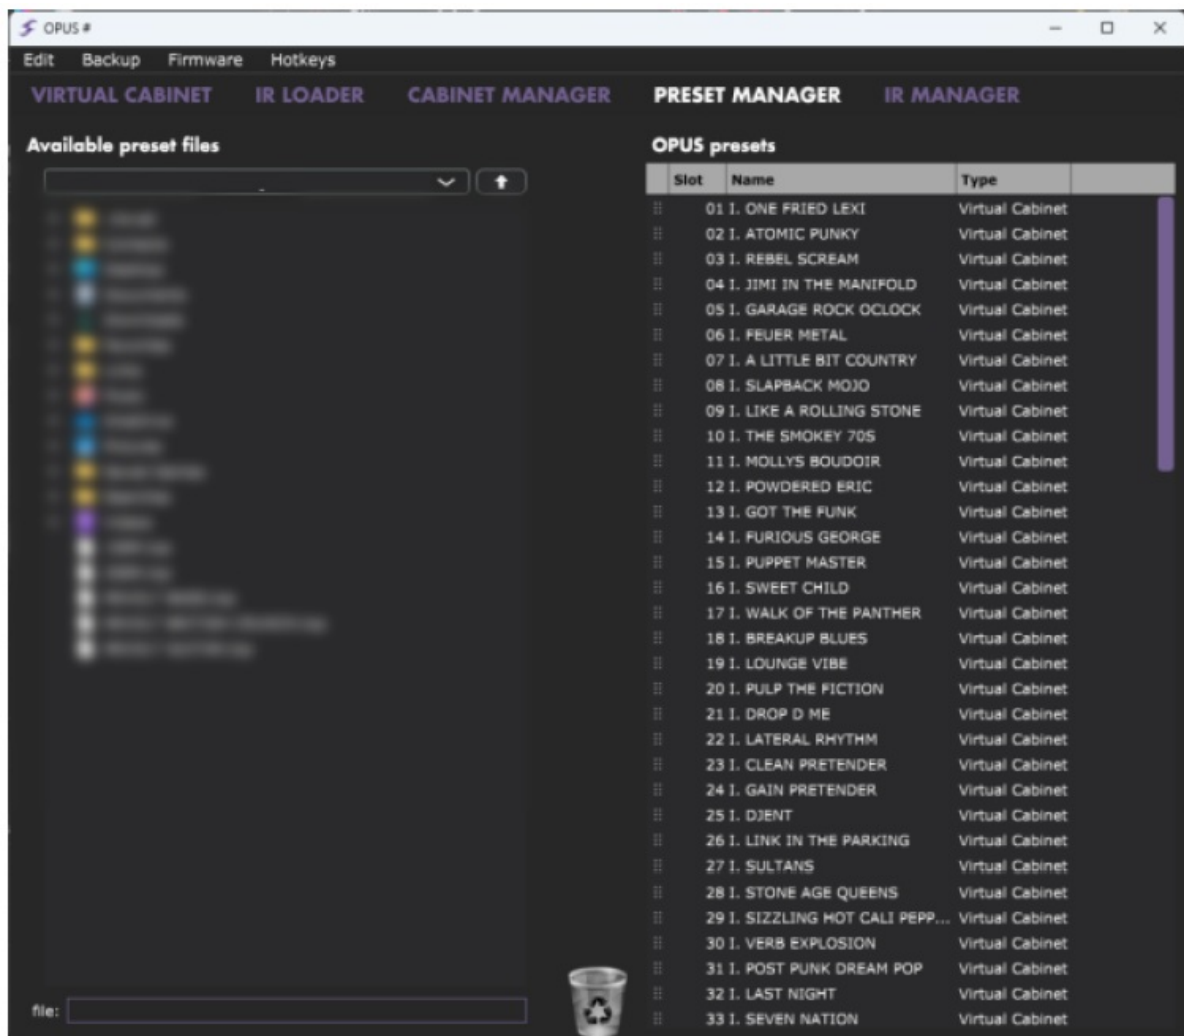 OPUS #
Edit Backup Firmware Hotkeys
VIRTUAL CABINET IR LOADER CABINET MANAGER PRESET MANAGER IR MANAGER
Available preset files
OPUS presets
Slot Name Type
01 I. ONE FRIED LEXI Virtual Cabinet
02 I. ATOMIC PUNKY Virtual Cabinet
03 I. REBEL SCREAM Virtual Cabinet
04 I. JIMI IN THE MANIFOLD Virtual Cabinet
05 I. GARAGE ROCK OCLOCK Virtual Cabinet
06 I. FEUER METAL Virtual Cabinet
07 I. A LITTLE BIT COUNTRY Virtual Cabinet
08 I. SLAPBACK MOJO Virtual Cabinet
09 I. LIKE A ROLLING STONE Virtual Cabinet
10 I. THE SMOKEY 70S Virtual Cabinet
11 I. MOLLYS BOUDOIR Virtual Cabinet
12 I. POWDERED ERIC Virtual Cabinet
13 I. GOT THE FUNK Virtual Cabinet
14 I. FURIOUS GEORGE Virtual Cabinet
15 I. PUPPET MASTER Virtual Cabinet
16 I. SWEET CHILD Virtual Cabinet
17 I. WALK OF THE PANTHER Virtual Cabinet
18 I. BREAKUP BLUES Virtual Cabinet
19 I. LOUNGE VIBE Virtual Cabinet
20 I. PULP THE FICTION Virtual Cabinet
21 I. DROP D ME Virtual Cabinet
22 I. LATERAL RHYTHM Virtual Cabinet
23 I. CLEAN PRETENDER Virtual Cabinet
24 I. GAIN PRETENDER Virtual Cabinet
25 I. DJENT Virtual Cabinet
26 I. LINK IN THE PARKING Virtual Cabinet
27 I. SULTANS Virtual Cabinet
28 I. STONE AGE QUEENS Virtual Cabinet
29 I. SIZZLING HOT CALI PEPP... Virtual Cabinet
30 I. VERB EXPLOSION Virtual Cabinet
31 I. POST PUNK DREAM POP Virtual Cabinet
32 I. LAST NIGHT Virtual Cabinet
33 I. SEVEN NATION Virtual Cabinet
file: